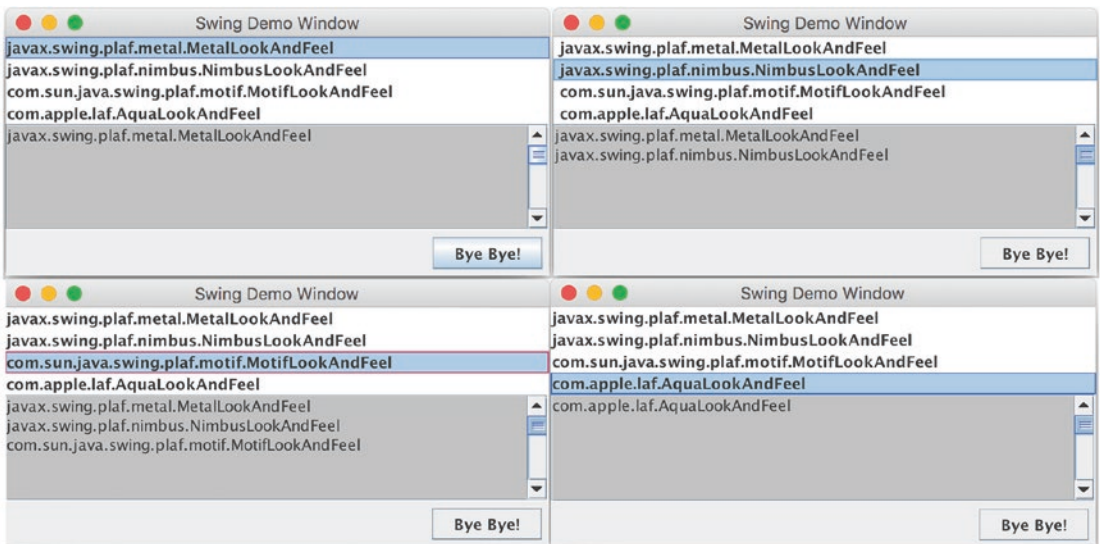 Swing Demo Window
javax.swing.plaf.metal.MetalLookAndFeel
javax.swing.plaf.nimbus.NimbusLookAndFeel
com.sun.java.swing.plaf.motif.MotifLookAndFeel
com.apple.laf.AquaLookAndFeel
javax.swing.plaf.metal.MetalLookAndFeel
Bye Bye!
Swing Demo Window
javax.swing.plaf.metal.MetalLookAndFeel
javax.swing.plaf.nimbus.NimbusLookAndFeel
com.sun.java.swing.plaf.motif.MotifLookAndFeel
com.apple.laf.AquaLookAndFeel
javax.swing.plaf.metal.MetalLookAndFeel
javax.swing.plaf.nimbus.NimbusLookAndFeel
Bye Bye!
Swing Demo Window
javax.swing.plaf.metal.MetalLookAndFeel
javax.swing.plaf.nimbus.NimbusLookAndFeel
com.sun.java.swing.plaf.motif.MotifLookAndFeel
com.apple.laf.AquaLookAndFeel
javax.swing.plaf.metal.MetalLookAndFeel
javax.swing.plaf.nimbus.NimbusLookAndFeel
com.sun.java.swing.plaf.motif.MotifLookAndFeel
Bye Bye!
Swing Demo Window
javax.swing.plaf.metal.MetalLookAndFeel
javax.swing.plaf.nimbus.NimbusLookAndFeel
com.sun.java.swing.plaf.motif.MotifLookAndFeel
com.apple.laf.AquaLookAndFeel
com.apple.laf.AquaLookAndFeel
Bye Bye!